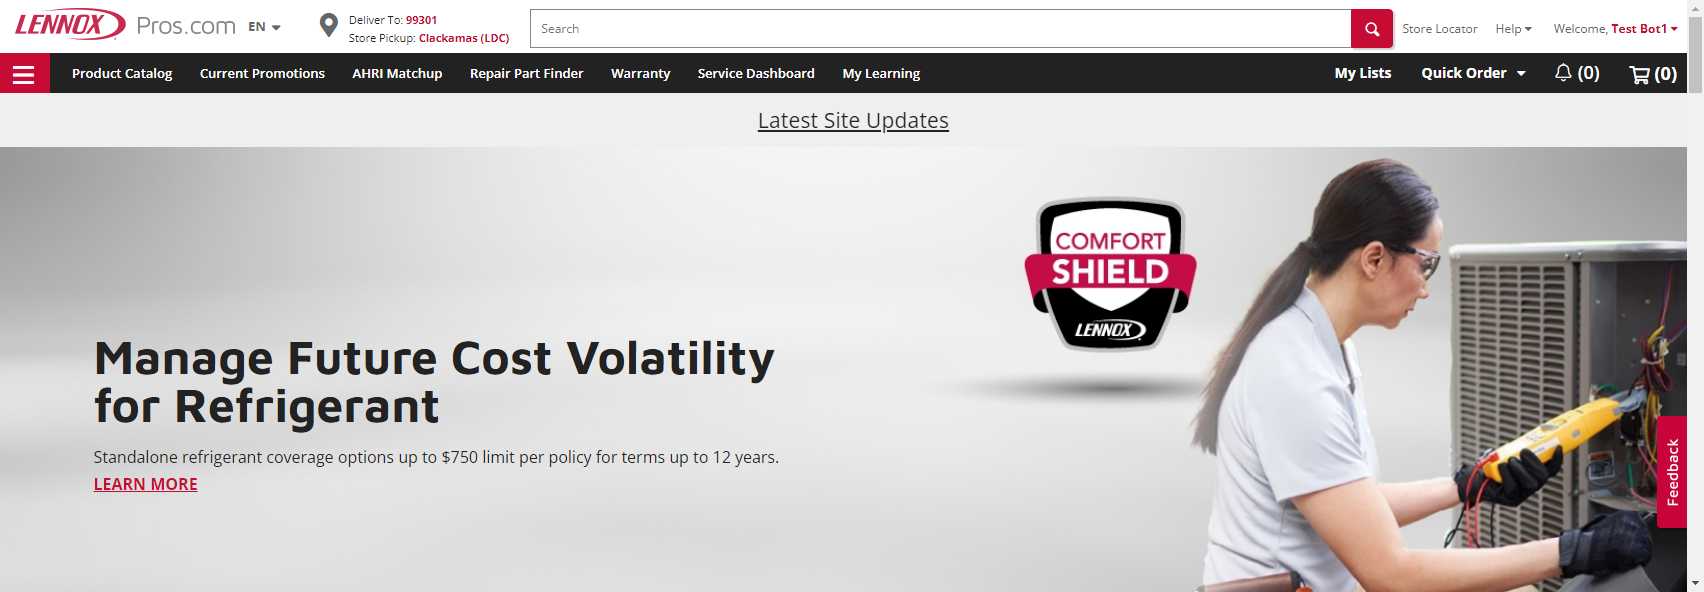 LENNOX Pros.com EN
Deliver To: 99301
Store Pickup: Clackamas (LDC)
Search
Store Locator Help Welcome, Test Bot1
Product Catalog Current Promotions AHRI Matchup Repair Part Finder Warranty Service Dashboard My Learning My Lists Quick Order (0) (0)
Latest Site Updates
COMFORT
SHIELD
LENNOX
Manage Future Cost Volatility
for Refrigerant
Standalone refrigerant coverage options up to $750 limit per policy for terms up to 12 years.
LEARN MORE
Feedback